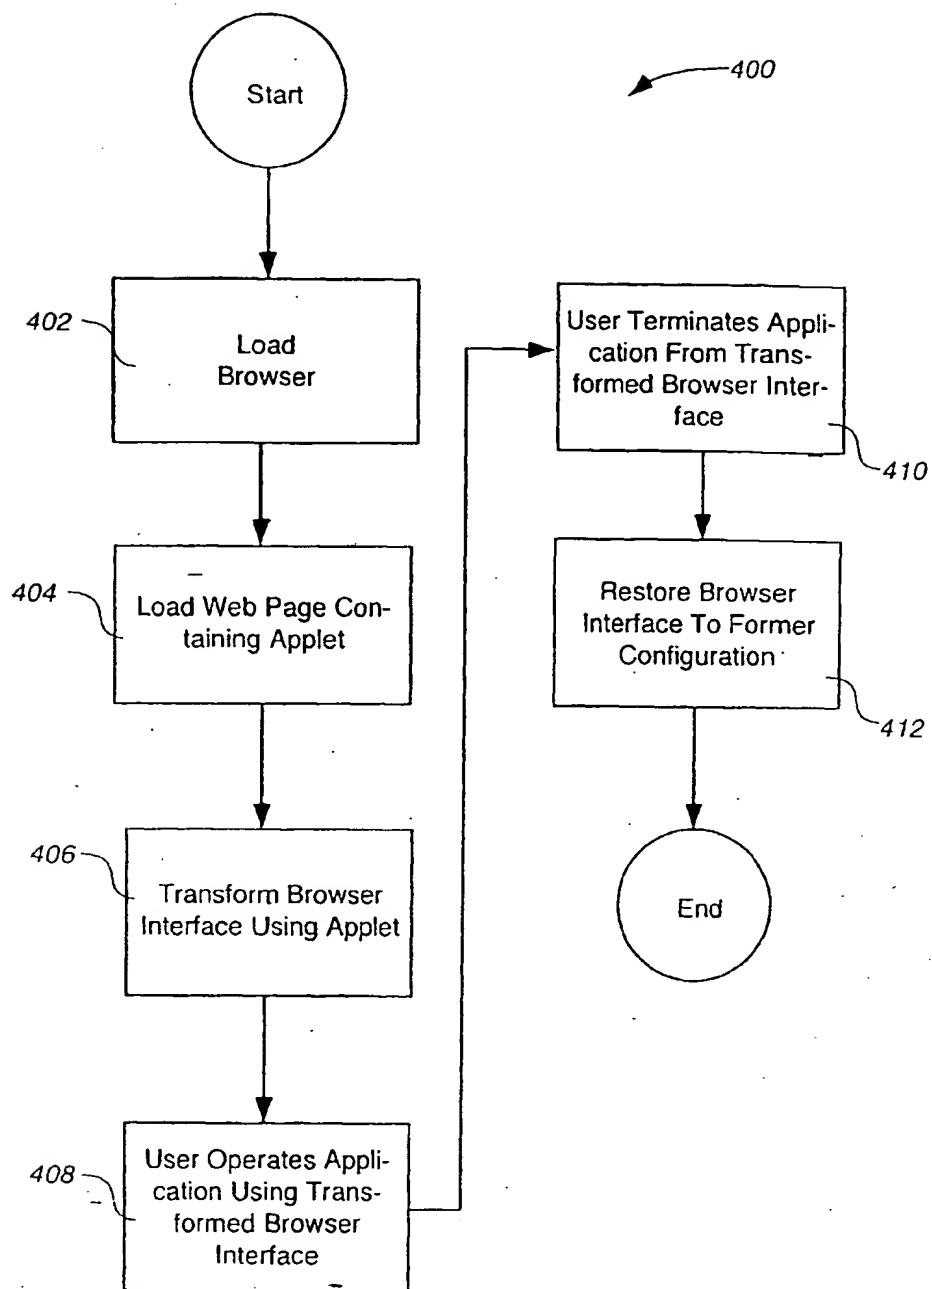 Start
400
402
Load
Browser
404
Load Web Page Con-
taining Applet
406
Transform Browser
Interface Using Applet
408
User Operates Appli-
cation Using Trans-
formed Browser
Interface
User Terminates Appli-
cation From Trans-
formed Browser Inter-
face
410
Restore Browser
Interface To Former
Configuration
412
End